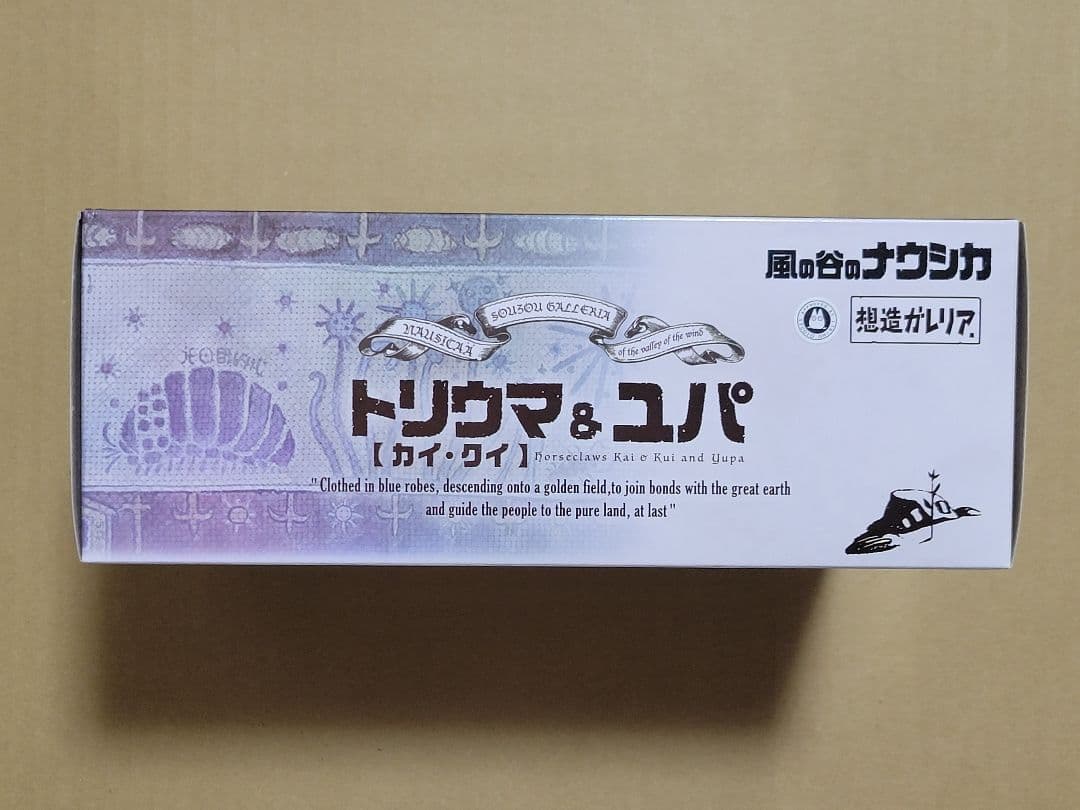 風の谷のナウシカ
想造ガレリア
NAUSICAÄ
SOUZOU GALLERIA
of the valley of the wind
トリウマ&ユパ
【カイ・クイ】 Horseclaws Kai & Kui and Yupa
"Clothed in blue robes, descending onto a golden field,to join bonds with the great earth
and guide the people to the pure land, at last"